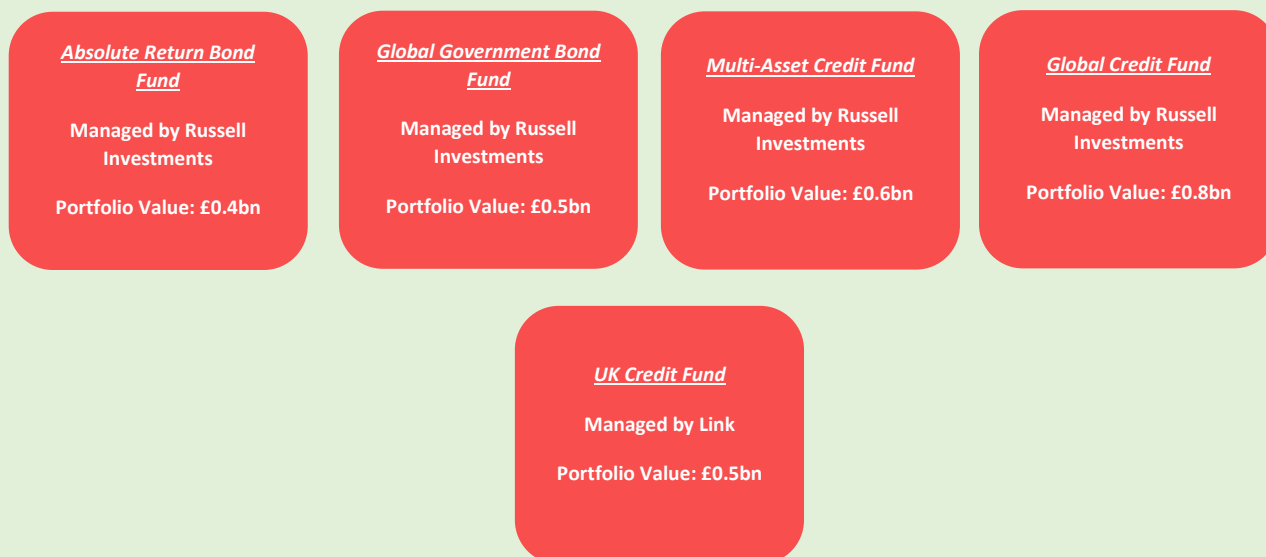 Absolute Return Bond
Fund
Managed by Russell
Investments
Portfolio Value: £0.4bn
Global Government Bond
Fund
Managed by Russell
Investments
Portfolio Value: £0.5bn
Multi-Asset Credit Fund
Managed by Russell
Investments
Portfolio Value: £0.6bn
Global Credit Fund
Managed by Russell
Investments
Portfolio Value: £0.8bn
UK Credit Fund
Managed by Link
Portfolio Value: £0.5bn